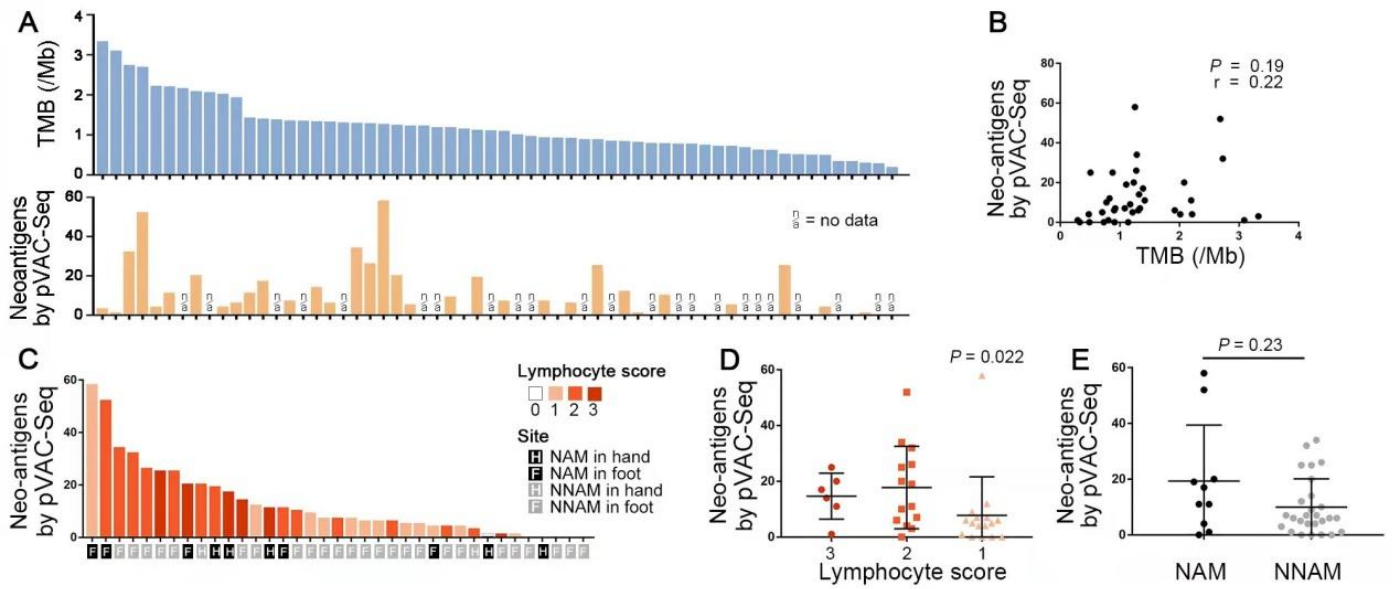 A
TMB (/Mb)
4
3
2
1
0
Neoantigens
by pVAC-Seq
60
40
20
0
n/a = no data
n/a n/a n/a n/a n/a n/a n/a n/a n/a n/a n/a n/a n/a n/a n/a n/a n/a n/a n/a n/a n/a
B
P = 0.19
r = 0.22
Neo-antigens
by pVAC-Seq
80
60
40
20
0
0 1 2 3 4
TMB (/Mb)
C
Neo-antigens
by pVAC-Seq
60
40
20
0
Lymphocyte score
0 1 2 3
Site
H NAM in hand
F NAM in foot
H NNAM in hand
F NNAM in foot
F F F F F F F F H H H F F H F F F F F F F F F F F F F F H H F F F H F F F
D
P = 0.022
Neo-antigens
by pVAC-Seq
60
40
20
0
3 2 1
Lymphocyte score
E
P = 0.23
Neo-antigens
by pVAC-Seq
60
40
20
0
NAM NNAM